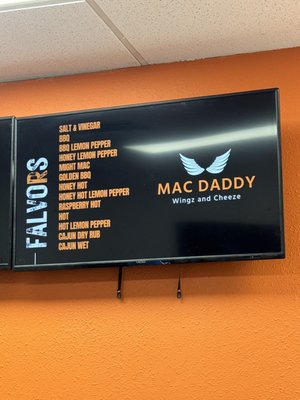 FALVORS
SALT & VINEGAR
BBQ
BBQ LEMON PEPPER
HONEY LEMON PEPPER
MIGHT MAC
GOLDEN BBQ
HONEY HOT
HONEY HOT LEMON PEPPER
RASPBERRY HOT
HOT
HOT LEMON PEPPER
CAJUN DRY RUB
CAJUN WET
MAC DADDY
Wingz and Cheeze